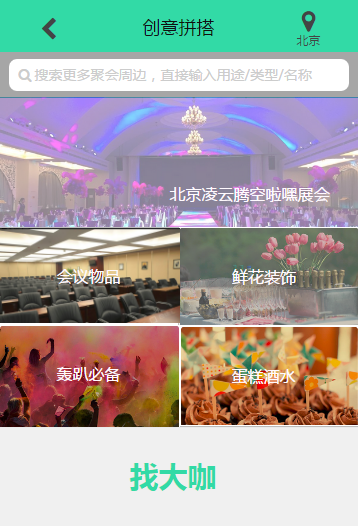 创意拼搭
北京
搜索更多聚会周边，直接输入用途/类型/名称
北京凌云腾空啦嘿展会
会议物品
鲜花装饰
轰趴必备
蛋糕酒水
找大咖